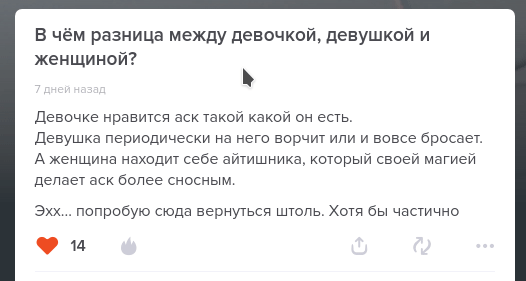 В чём разница между девочкой, девушкой и
женщиной?
7 дней назад
Девочке нравится аск такой какой он есть.
Девушка периодически на него ворчит или и вовсе бросает.
А женщина находит себе айтишника, который своей магией
делает аск более сносным.
Эхх... попробую сюда вернуться штоль. Хотя бы частично
14